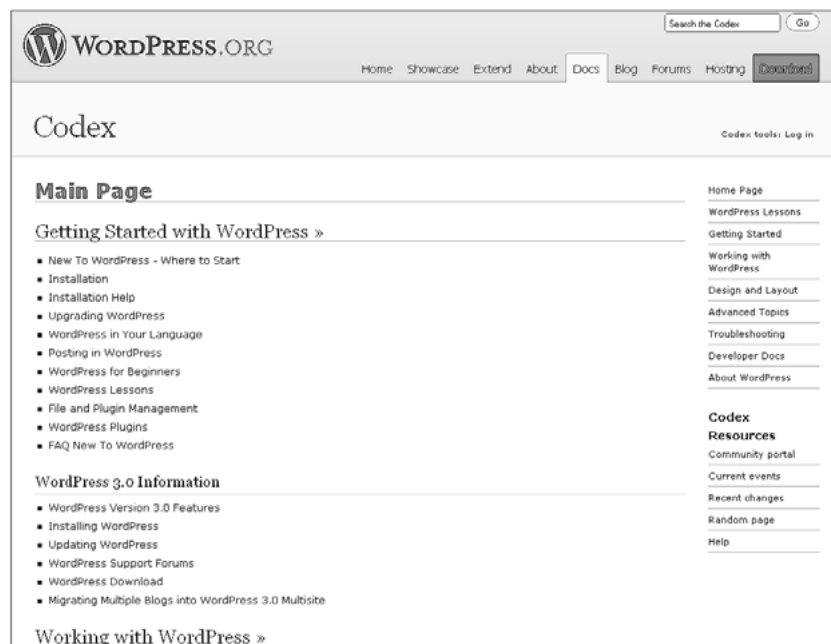 WORDPRESS.ORG
Search the Codex
Go
Home Showcase Extend About Docs Blog Forums Hosting Download
Codex
Codex tools: Log in
Main Page
Getting Started with WordPress »
New To WordPress - Where to Start
Installation
Installation Help
Upgrading WordPress
WordPress in Your Language
Posting in WordPress
WordPress for Beginners
WordPress Lessons
File and Plugin Management
WordPress Plugins
FAQ New To WordPress
WordPress 3.0 Information
WordPress Version 3.0 Features
Installing WordPress
Updating WordPress
WordPress Support Forums
WordPress Download
Migrating Multiple Blogs into WordPress 3.0 Multisite
Working with WordPress »
Home Page
WordPress Lessons
Getting Started
Working with
WordPress
Design and Layout
Advanced Topics
Troubleshooting
Developer Docs
About WordPress
Codex
Resources
Community portal
Current events
Recent changes
Random page
Help